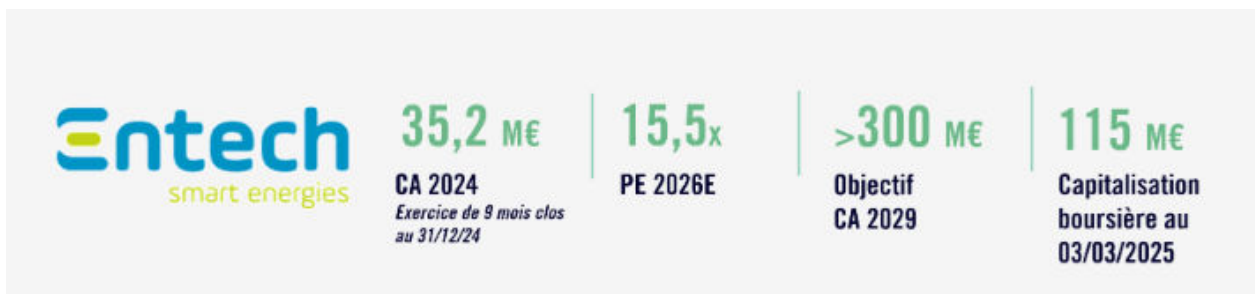 Entech
smart energies
35,2 M€
CA 2024
Exercice de 9 mois clos
au 31/12/24
15,5x
PE 2026E
>300 M€
Objectif
CA 2029
115 M€
Capitalisation
boursière au
03/03/2025